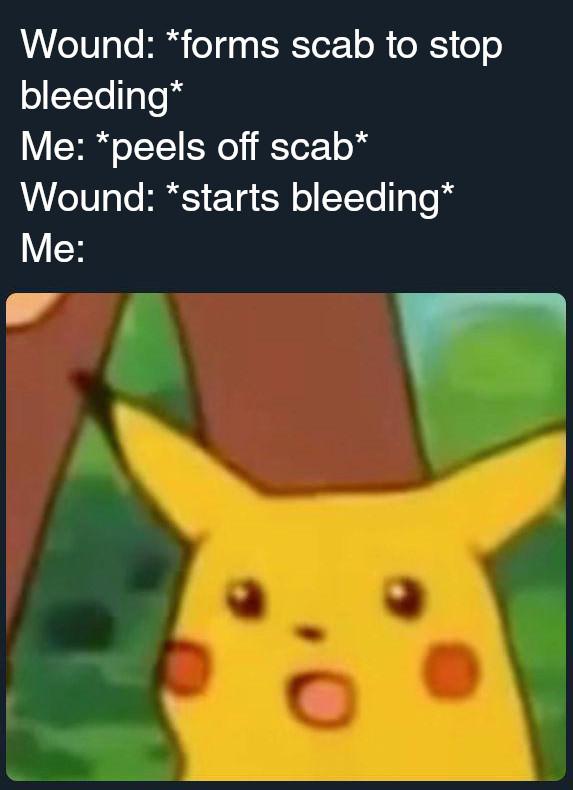 Wound: *forms scab to stop
bleeding*
Me: *peels off scab*
Wound: *starts bleeding*
Me: